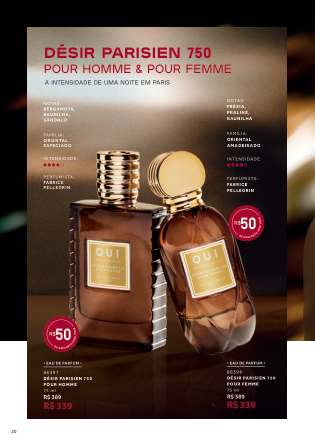 DÉSIR PARISIEN 750
POUR HOMME & POUR FEMME
A INTENSIDADE DE UMA NOITE EM PARIS
NOTAS:
BERGAMOTA,
BAUNILHA,
SÂNDALO
FAMÍLIA:
ORIENTAL
ESPECIADO
INTENSIDADE:
PERFUMISTA:
FABRICE
PELLEGRIN
NOTAS:
FRÉSIA,
PRALINE,
BAUNILHA
FAMÍLIA:
ORIENTAL
AMADEIRADO
INTENSIDADE:
PERFUMISTA:
FABRICE
PELLEGRIN
R$50
OUI
OUI
R$50
• EAU DE PARFUM •
DÉSIR PARISIEN 750
POUR HOMME
75 ml
R$ 389
R$ 339
• EAU DE PARFUM •
DÉSIR PARISIEN 750
POUR FEMME
75 ml
R$ 389
R$ 339
20